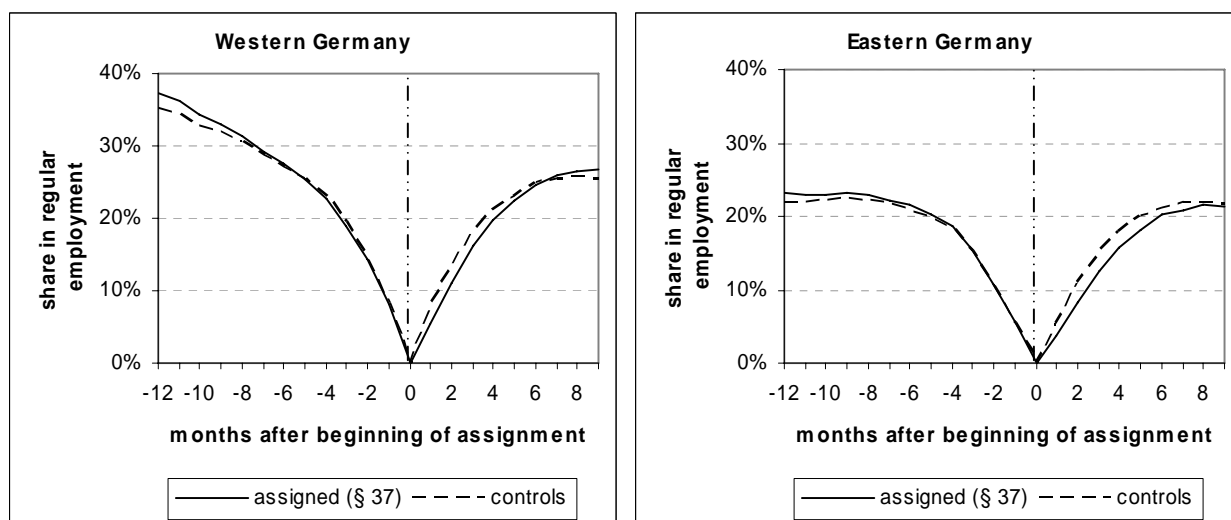 Western Germany
40%
30%
20%
10%
0%
share in regular
employment
-12 -10 -8 -6 -4 -2 0 2 4 6 8
months after beginning of assignment
assigned (§ 37) controls
Eastern Germany
40%
30%
20%
10%
0%
share in regular
employment
-12 -10 -8 -6 -4 -2 0 2 4 6 8
months after beginning of assignment
assigned (§ 37) controls